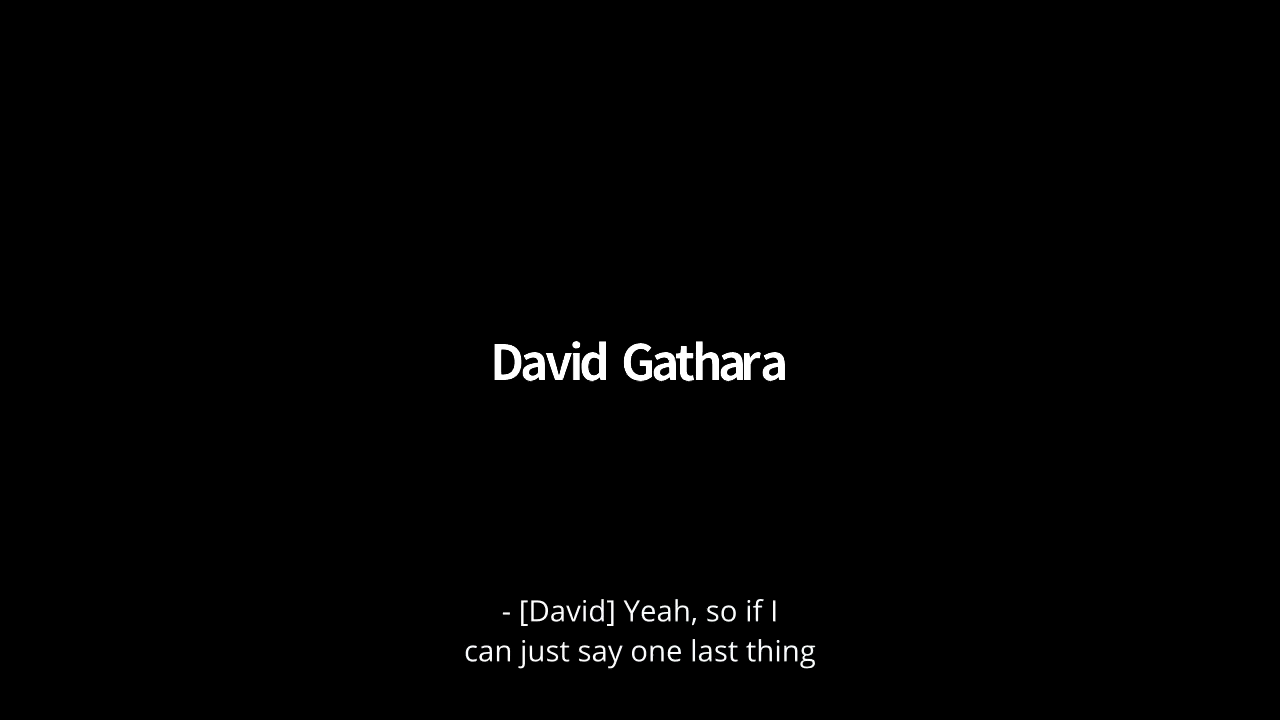 David Gathara
- [David] Yeah, so if I
can just say one last thing